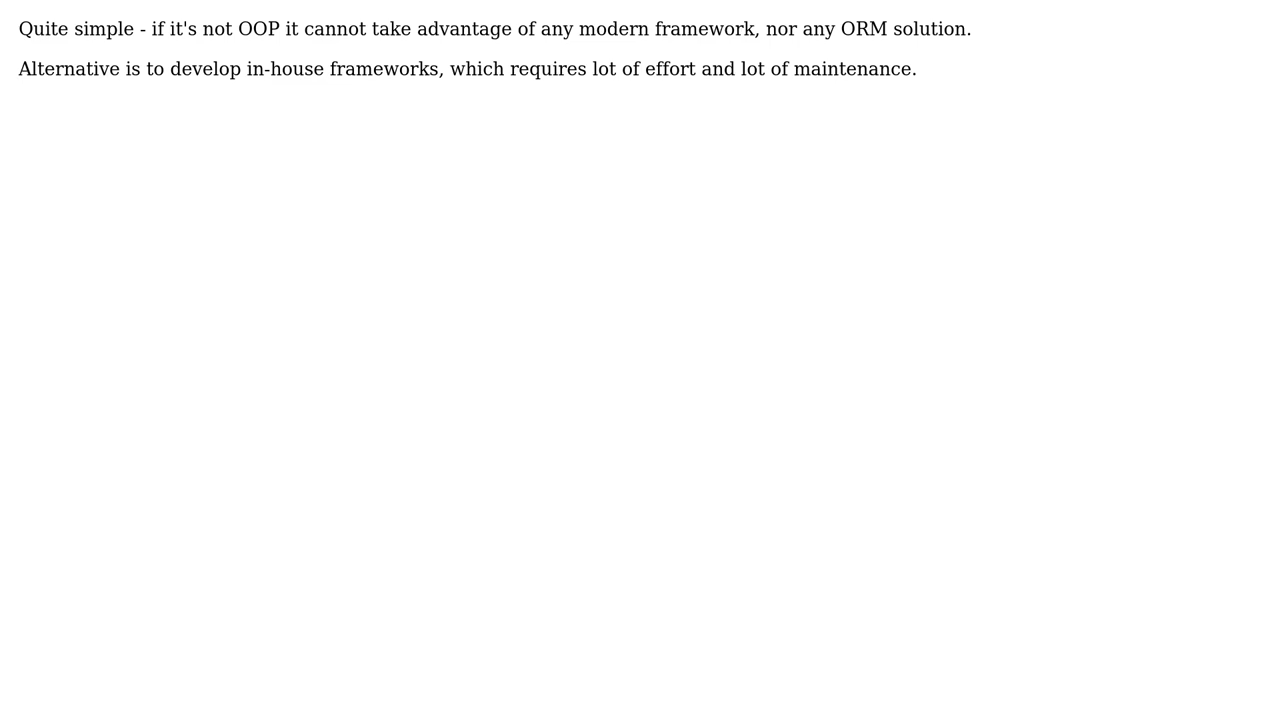 Quite simple - if it's not OOP it cannot take advantage of any modern framework, nor any ORM solution.
Alternative is to develop in-house frameworks, which requires lot of effort and lot of maintenance.